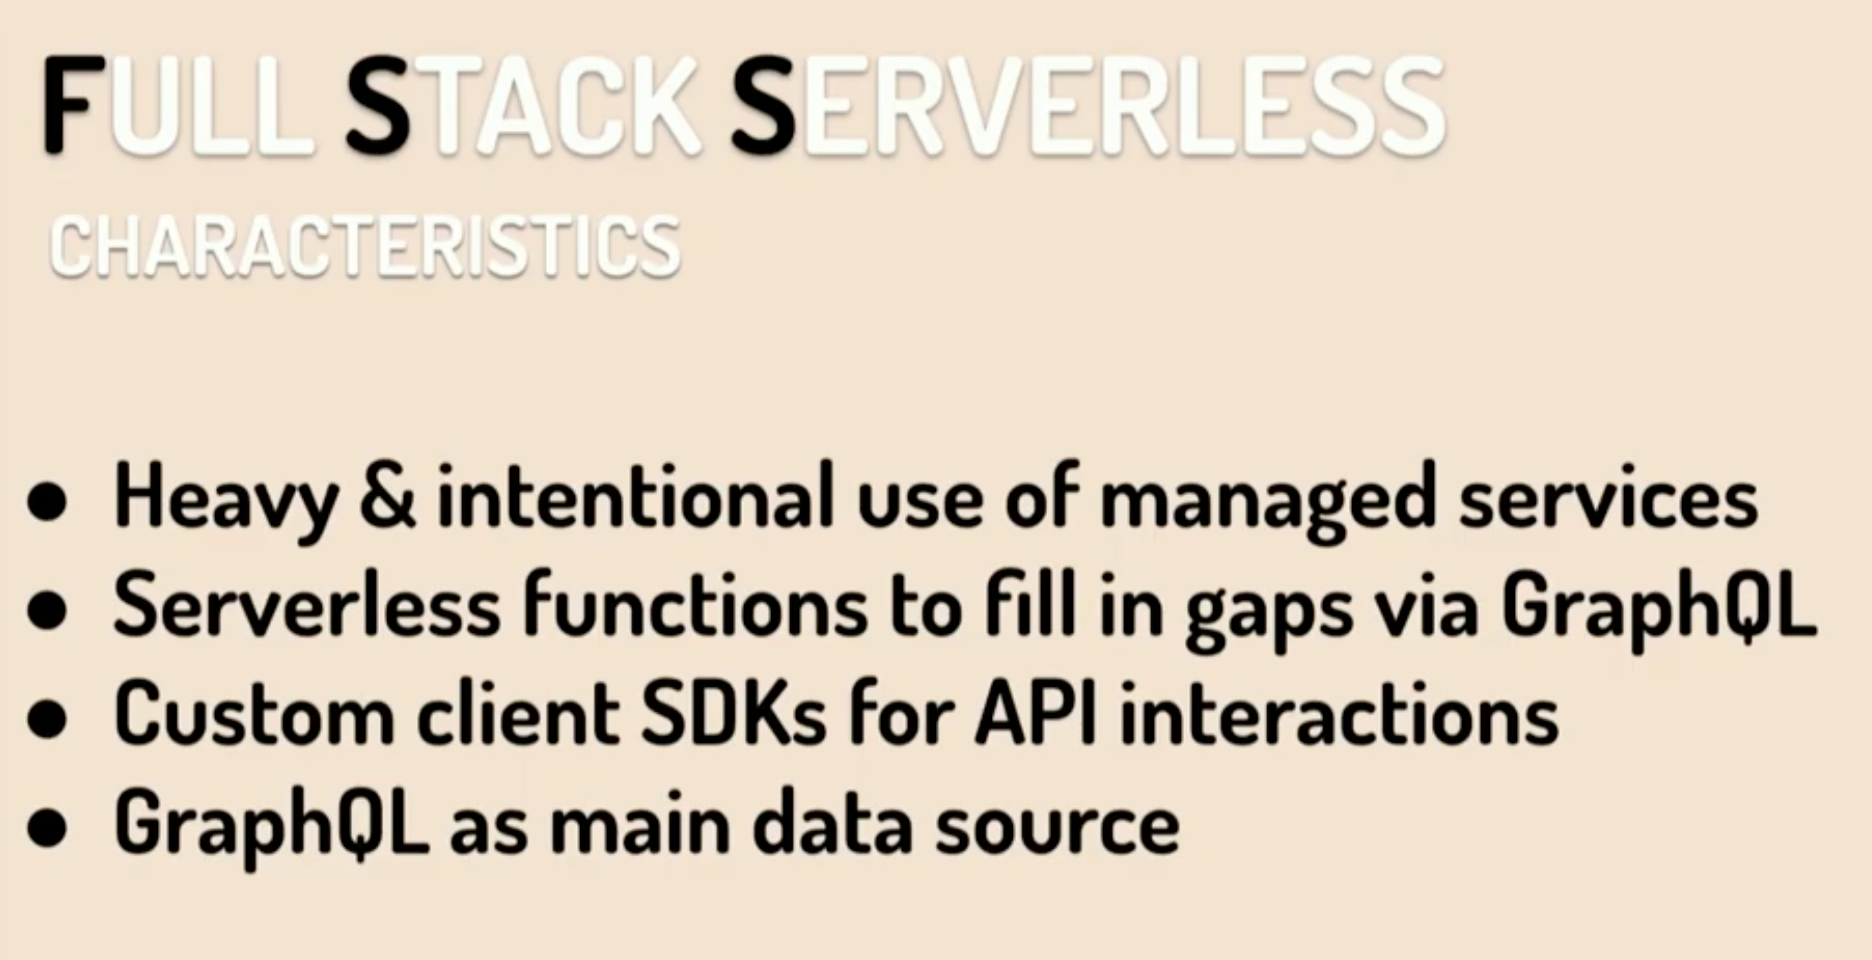 FULL STACK SERVERLESS
CHARACTERISTICS
● Heavy & intentional use of managed services
● Serverless functions to fill in gaps via GraphQL
● Custom client SDKs for API interactions
● GraphQL as main data source